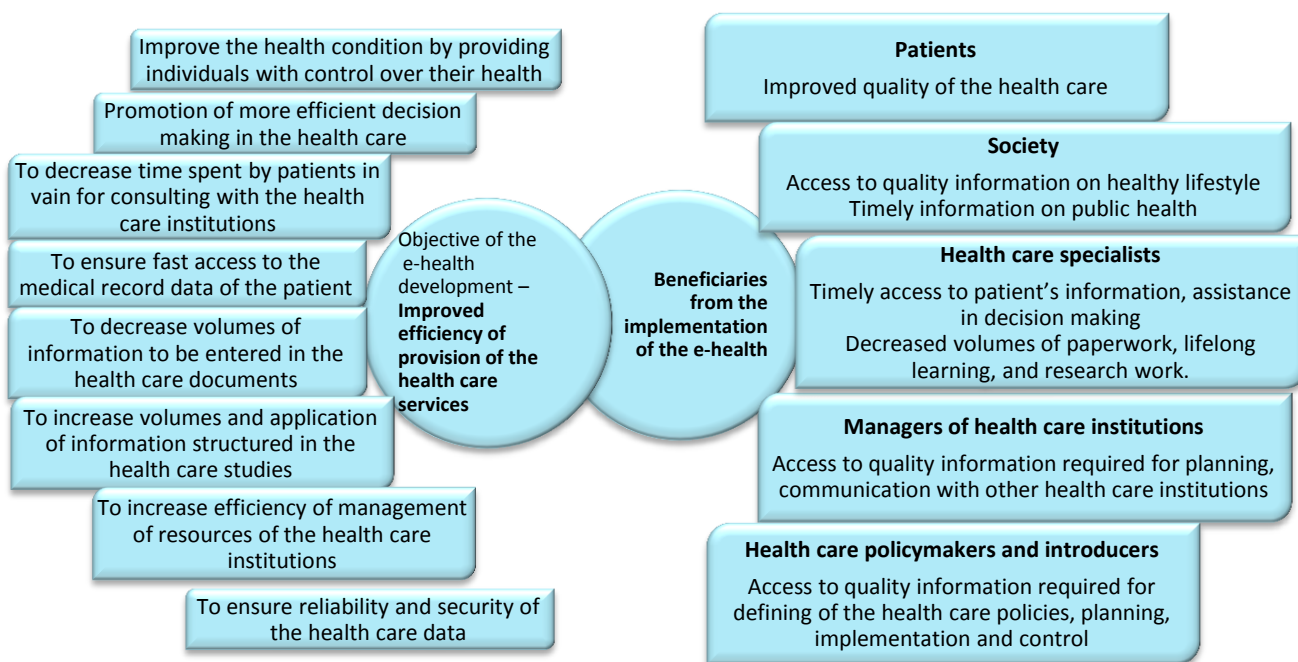 Improve the health condition by providing
individuals with control over their health
Promotion of more efficient decision
making in the health care
To decrease time spent by patients in
vain for consulting with the health
care institutions
To ensure fast access to the
medical record data of the patient
To decrease volumes of
information to be entered in the
health care documents
To increase volumes and application
of information structured in the
health care studies
To increase efficiency of management
of resources of the health care
institutions
To ensure reliability and security of
the health care data
Objective of the
e-health
development –
Improved
efficiency of
provision of the
health care
services
Beneficiaries
from the
implementation
of the e-health
Patients
Improved quality of the health care
Society
Access to quality information on healthy lifestyle
Timely information on public health
Health care specialists
Timely access to patient’s information, assistance
in decision making
Decreased volumes of paperwork, lifelong
learning, and research work.
Managers of health care institutions
Access to quality information required for planning,
communication with other health care institutions
Health care policymakers and introducers
Access to quality information required for
defining of the health care policies, planning,
implementation and control